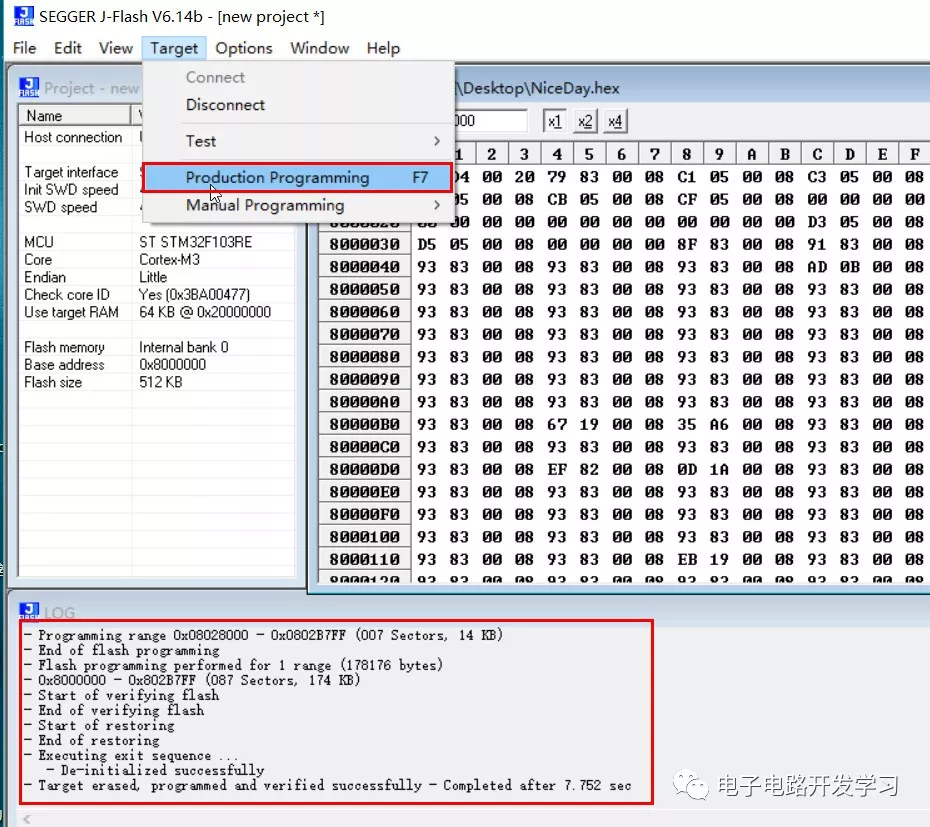 SEGGER J-Flash V6.14b - [new project *]
File Edit View Target Options Window Help
Connect
Disconnect
Test
Production Programming F7
Manual Programming
Project - new
\Desktop\NiceDay.hex
x1 x2 x4
Name
Host connection
Target interface
Init SWD speed
SWD speed
MCU ST STM32F103RE
Core Cortex-M3
Endian Little
Check core ID Yes (0x3BA00477)
Use target RAM 64 KB @ 0x20000000
Flash memory Internal bank 0
Base address 0x8000000
Flash size 512 KB
1 2 3 4 5 6 7 8 9 A B C D E F
D4 00 20 79 83 00 08 C1 05 00 08 C3 05 00 08
05 00 08 CB 05 00 08 CF 05 00 08 00 00 00 00
8000020 00 00 00 00 00 00 00 00 00 00 00 D3 05 00 08
8000030 D5 05 00 08 00 00 00 00 8F 83 00 08 91 83 00 08
8000040 93 83 00 08 93 83 00 08 93 83 00 08 AD 0B 00 08
8000050 93 83 00 08 93 83 00 08 93 83 00 08 93 83 00 08
8000060 93 83 00 08 93 83 00 08 93 83 00 08 93 83 00 08
8000070 93 83 00 08 93 83 00 08 93 83 00 08 93 83 00 08
8000080 93 83 00 08 93 83 00 08 93 83 00 08 93 83 00 08
8000090 93 83 00 08 93 83 00 08 93 83 00 08 93 83 00 08
80000A0 93 83 00 08 93 83 00 08 93 83 00 08 93 83 00 08
80000B0 93 83 00 08 67 19 00 08 35 A6 00 08 93 83 00 08
80000C0 93 83 00 08 93 83 00 08 93 83 00 08 93 83 00 08
80000D0 93 83 00 08 EF 82 00 08 0D 1A 00 08 93 83 00 08
80000E0 93 83 00 08 93 83 00 08 93 83 00 08 93 83 00 08
80000F0 93 83 00 08 93 83 00 08 93 83 00 08 93 83 00 08
8000100 93 83 00 08 93 83 00 08 93 83 00 08 93 83 00 08
8000110 93 83 00 08 93 83 00 08 EB 19 00 08 93 83 00 08
8000120 93 83 00 08 93 83 00 08 93 83 00 08 93 83 00 08
LOG
- Programming range 0x08028000 - 0x0802B7FF (007 Sectors, 14 KB)
- End of flash programming
- Flash programming performed for 1 range (178176 bytes)
- 0x8000000 - 0x802B7FF (087 Sectors, 174 KB)
- Start of verifying flash
- End of verifying flash
- Start of restoring
- End of restoring
- Executing exit sequence ...
- De-initialized successfully
- Target erased, programmed and verified successfully - Completed after 7.752 sec
电子电路开发学习